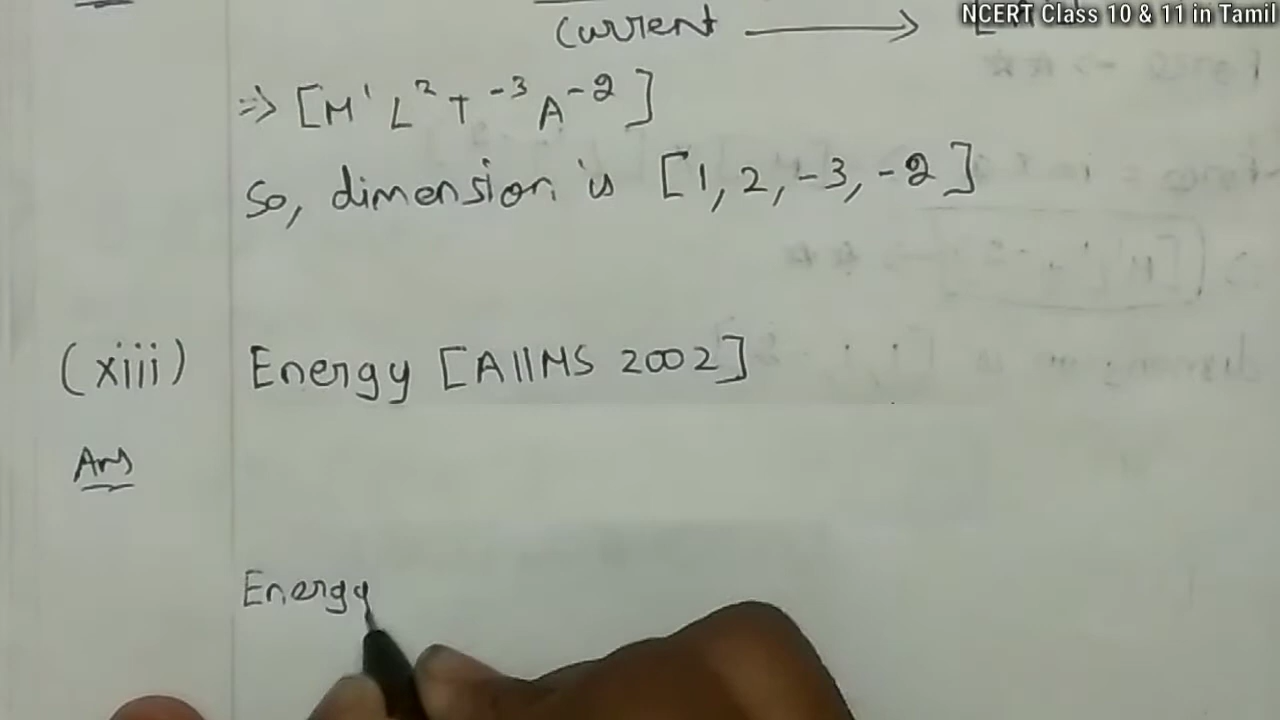 NCERT Class 10 & 11 in Tamil
Current ⟶ [
=> [M¹ L² T⁻³ A⁻²]
So, dimension is [1, 2, -3, -2]
(xiii) Energy [AIIMS 2002]
Ans
Energy